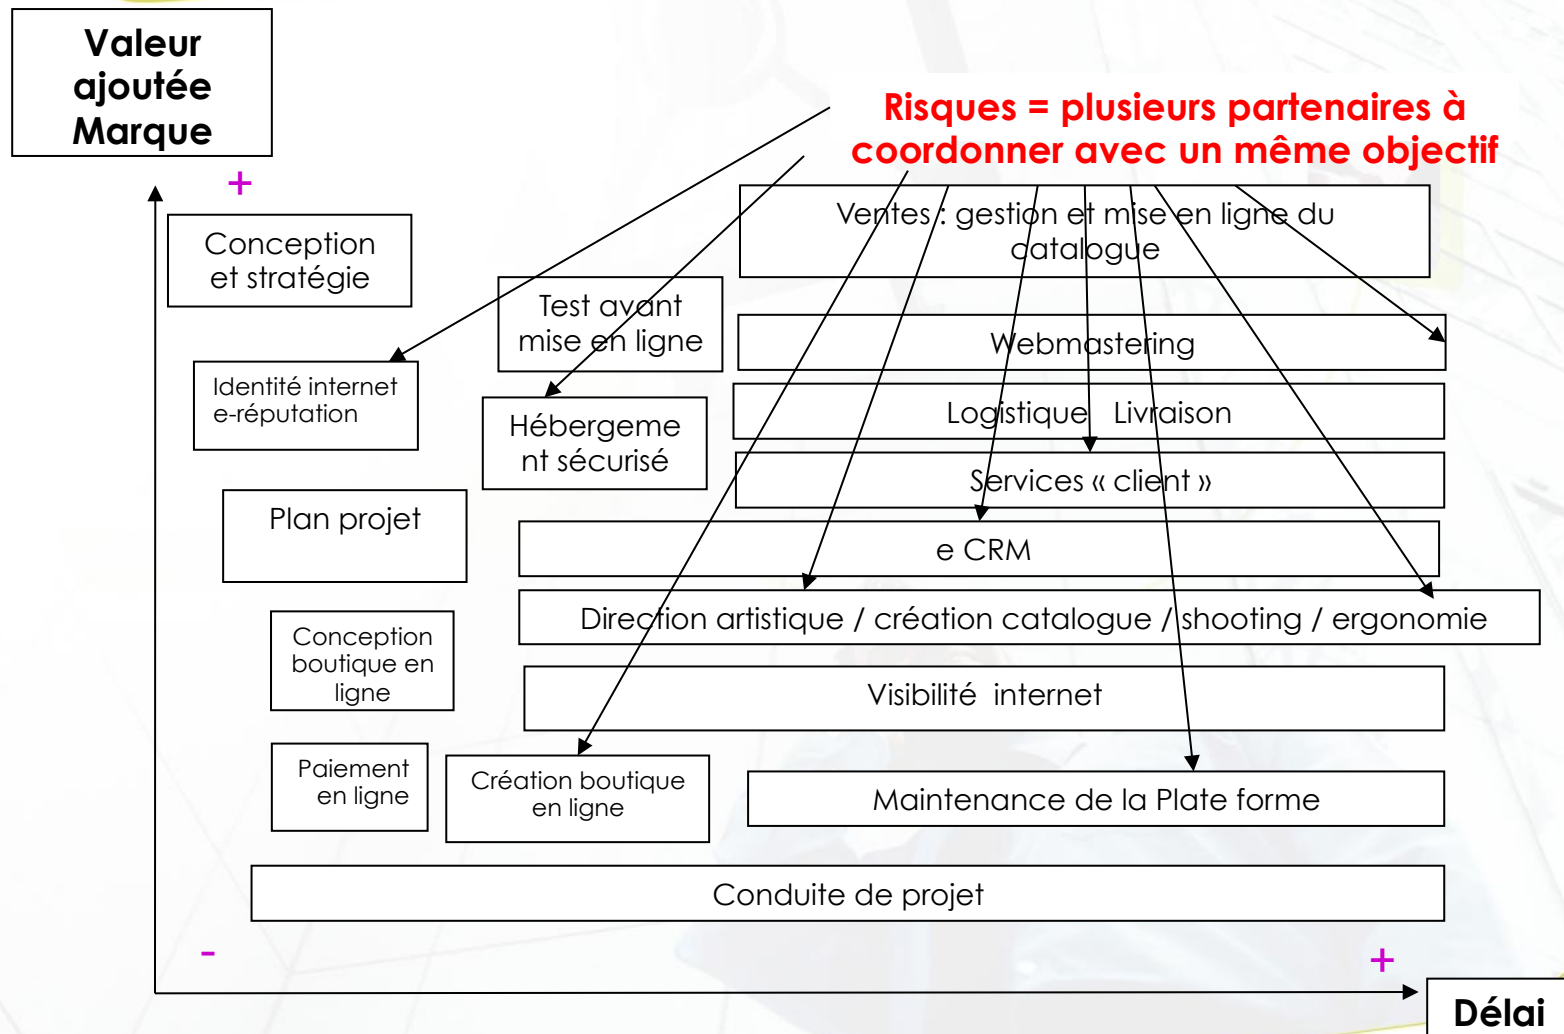 Valeur
ajoutée
Marque
Risques = plusieurs partenaires à
coordonner avec un même objectif
+
Ventes : gestion et mise en ligne du
catalogue
Conception
et stratégie
Test avant
mise en ligne
Webmastering
Identité internet
e-réputation
Hébergeme
nt sécurisé
Logistique Livraison
Services « client »
Plan projet
e CRM
Direction artistique / création catalogue / shooting / ergonomie
Conception
boutique en
ligne
Visibilité internet
Paiement
en ligne
Création boutique
en ligne
Maintenance de la Plate forme
Conduite de projet
-
+
Délai